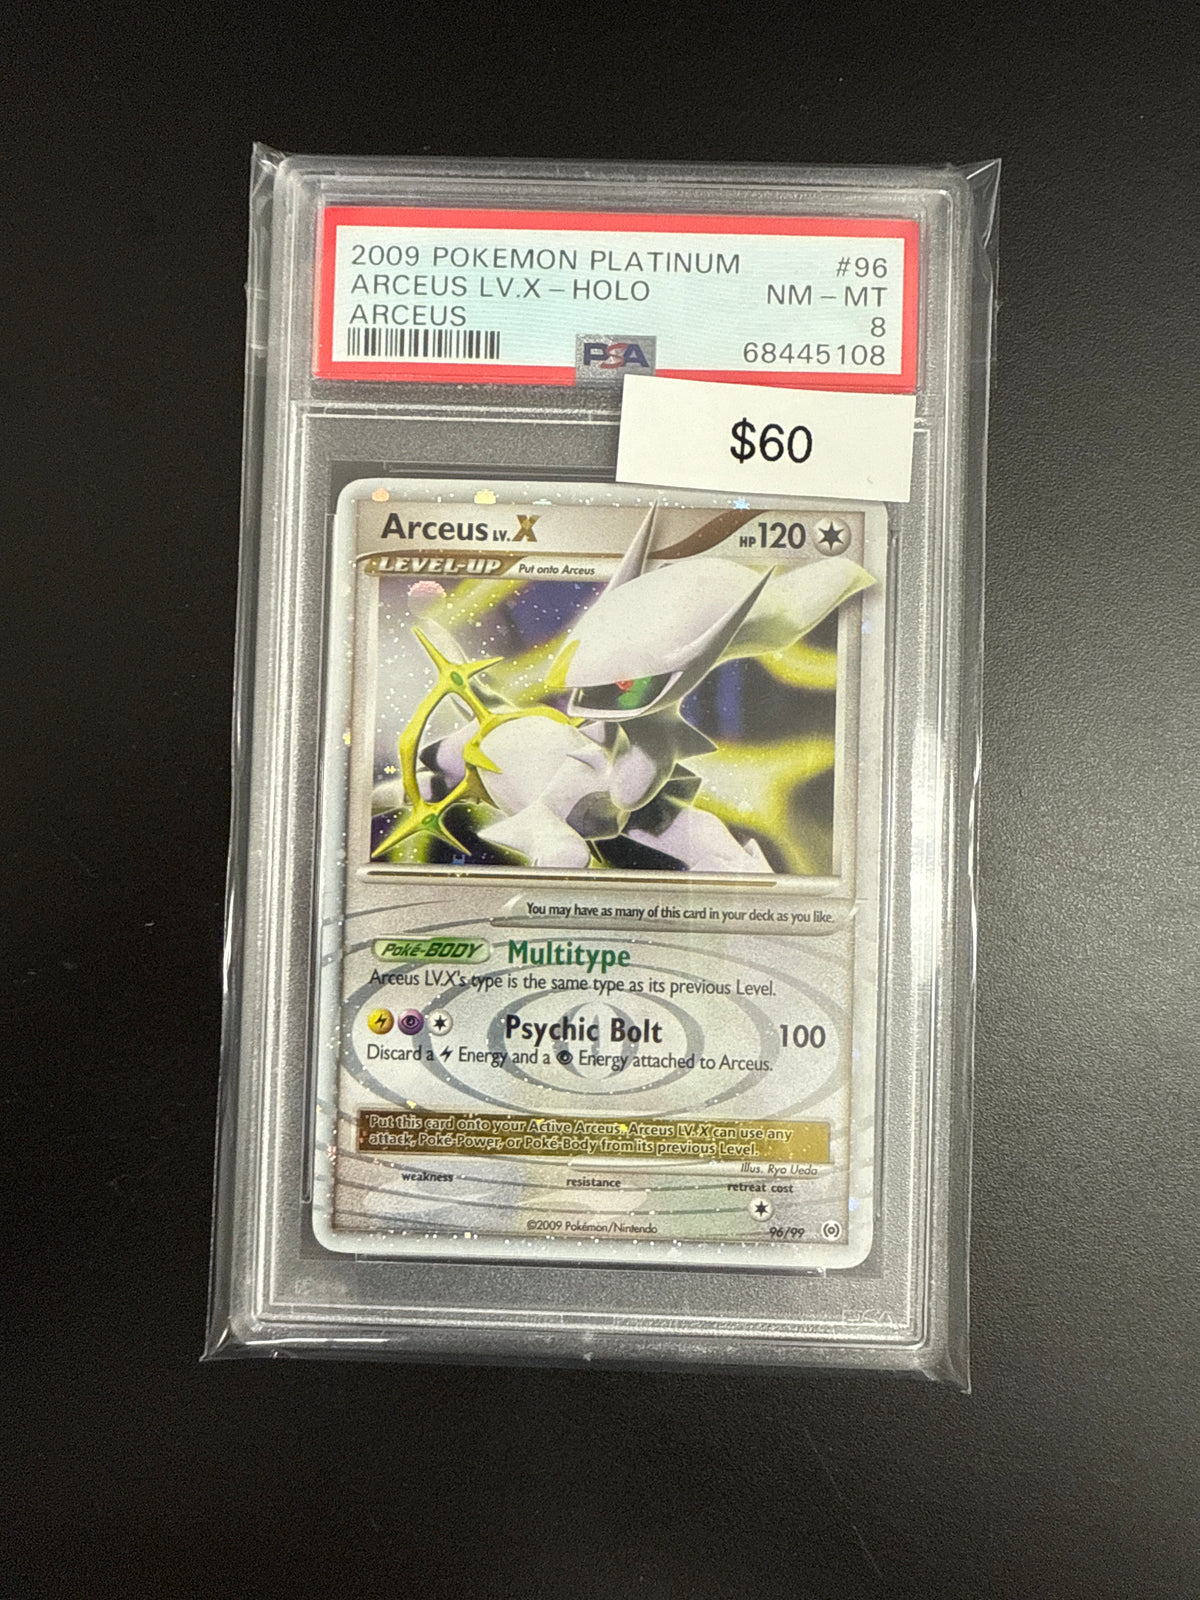 2009 POKEMON PLATINUM #96
ARCEUS LV.X – HOLO NM – MT
ARCEUS 8
PSA 68445108
$60
Arceus LV.X HP 120
LEVEL-UP Put onto Arceus
You may have as many of this card in your deck as you like.
Poké-BODY Multitype
Arceus LV.X's type is the same type as its previous Level.
Psychic Bolt 100
Discard a Energy and a Energy attached to Arceus.
Put this card onto your Active Arceus. Arceus LV.X can use any
attack, Poké-Power, or Poké-Body from its previous Level.
Illus. Ryo Ueda
weakness resistance retreat cost
©2009 Pokémon/Nintendo 96/99
PSA